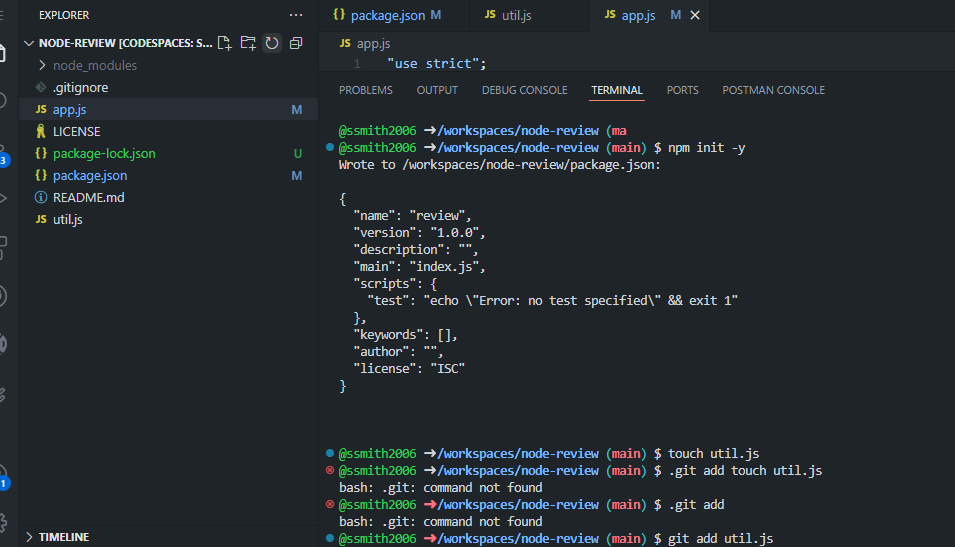 EXPLORER
NODE-REVIEW [CODESPACES: S...
node_modules
.gitignore
JS app.js M
LICENSE
{} package-lock.json U
{} package.json M
README.md
JS util.js
TIMELINE
3
1
{} package.json M
JS util.js
JS app.js M
JS app.js
1 "use strict";
PROBLEMS OUTPUT DEBUG CONSOLE TERMINAL PORTS POSTMAN CONSOLE
@ssmith2006 ➜/workspaces/node-review (ma
@ssmith2006 ➜/workspaces/node-review (main) $ npm init -y
Wrote to /workspaces/node-review/package.json:
{
"name": "review",
"version": "1.0.0",
"description": "",
"main": "index.js",
"scripts": {
"test": "echo \"Error: no test specified\" && exit 1"
},
"keywords": [],
"author": "",
"license": "ISC"
}
@ssmith2006 ➜/workspaces/node-review (main) $ touch util.js
@ssmith2006 ➜/workspaces/node-review (main) $ .git add touch util.js
bash: .git: command not found
@ssmith2006 ➜/workspaces/node-review (main) $ .git add
bash: .git: command not found
@ssmith2006 ➜/workspaces/node-review (main) $ git add util.js